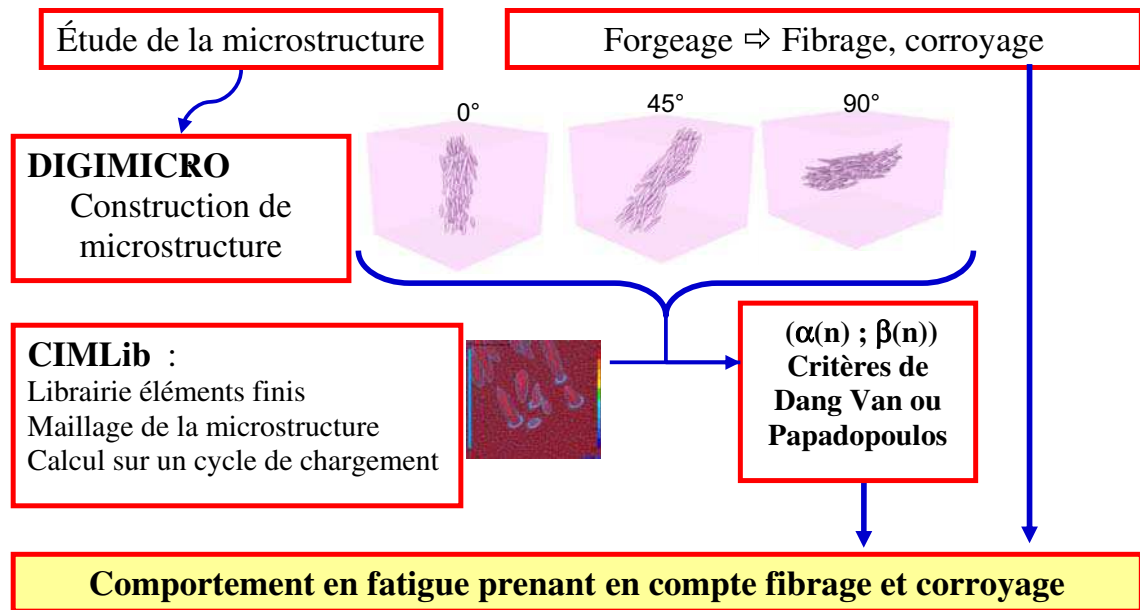 Étude de la microstructure
Forgeage ⇨ Fibrage, corroyage
0°
45°
90°
DIGIMICRO
Construction de
microstructure
CIMLib :
Librairie éléments finis
Maillage de la microstructure
Calcul sur un cycle de chargement
(α(n) ; β(n))
Critères de
Dang Van ou
Papadopoulos
Comportement en fatigue prenant en compte fibrage et corroyage